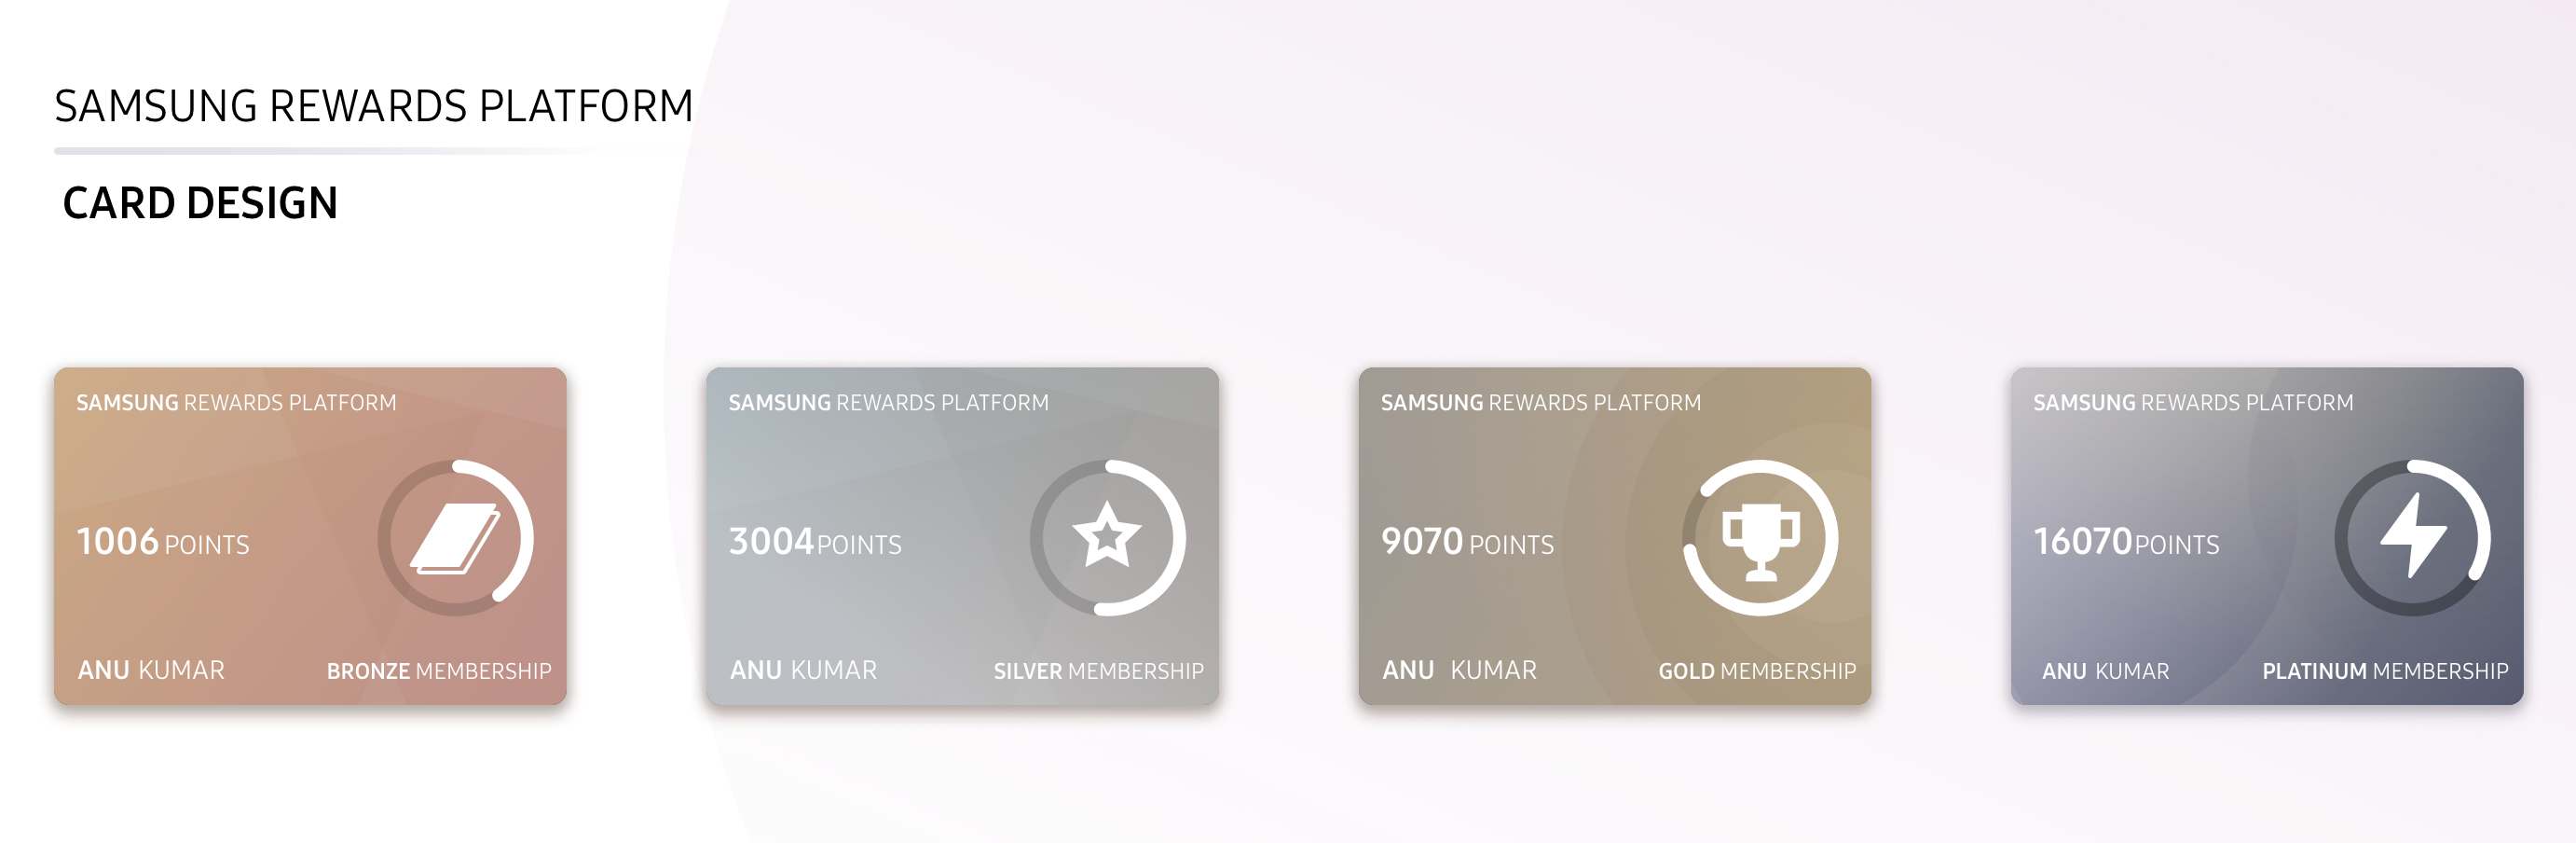 SAMSUNG REWARDS PLATFORM
CARD DESIGN
SAMSUNG REWARDS PLATFORM
1006 POINTS
ANU KUMAR
BRONZE MEMBERSHIP
SAMSUNG REWARDS PLATFORM
3004 POINTS
ANU KUMAR
SILVER MEMBERSHIP
SAMSUNG REWARDS PLATFORM
9070 POINTS
ANU KUMAR
GOLD MEMBERSHIP
SAMSUNG REWARDS PLATFORM
16070 POINTS
ANU KUMAR
PLATINUM MEMBERSHIP